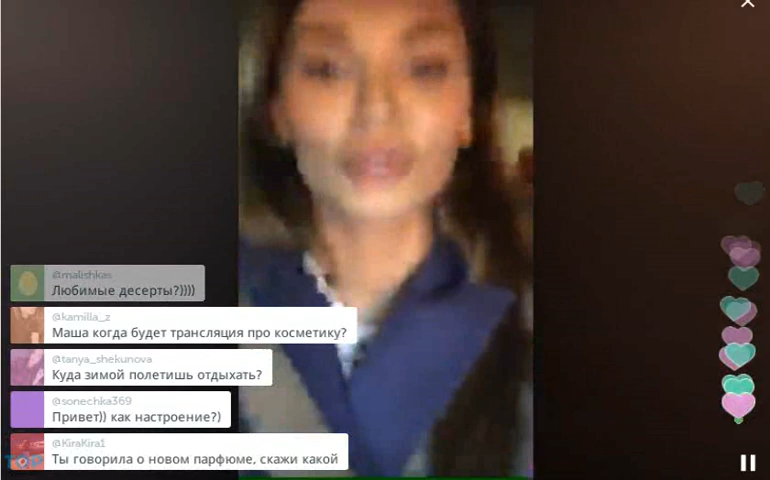 @malishkas
Любимые десерты?))))
@kamilla_z
Маша когда будет трансляция про косметику?
@tanya_shekunova
Куда зимой полетишь отдыхать?
@sonechka369
Привет)) как настроение?)
@KiraKira1
Ты говорила о новом парфюме, скажи какой